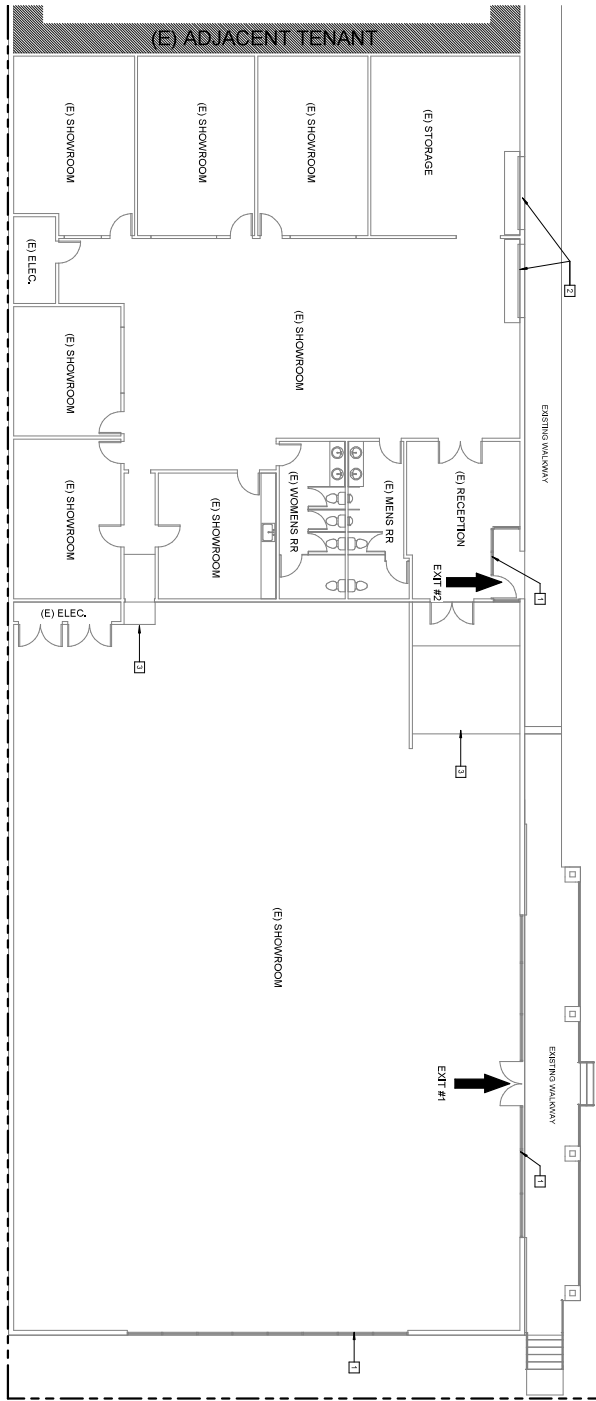 (E) ADJACENT TENANT
(E) SHOWROOM
(E) SHOWROOM
(E) SHOWROOM
(E) STORAGE
(E) ELEC.
2
(E) SHOWROOM
(E) SHOWROOM
EXISTING WALKWAY
(E) SHOWROOM
(E) SHOWROOM
(E) WOMENS RR
(E) MENS RR
(E) RECEPTION
EXIT #2
1
(E) ELEC.
3
3
(E) SHOWROOM
EXISTING WALKWAY
EXIT #1
1
1